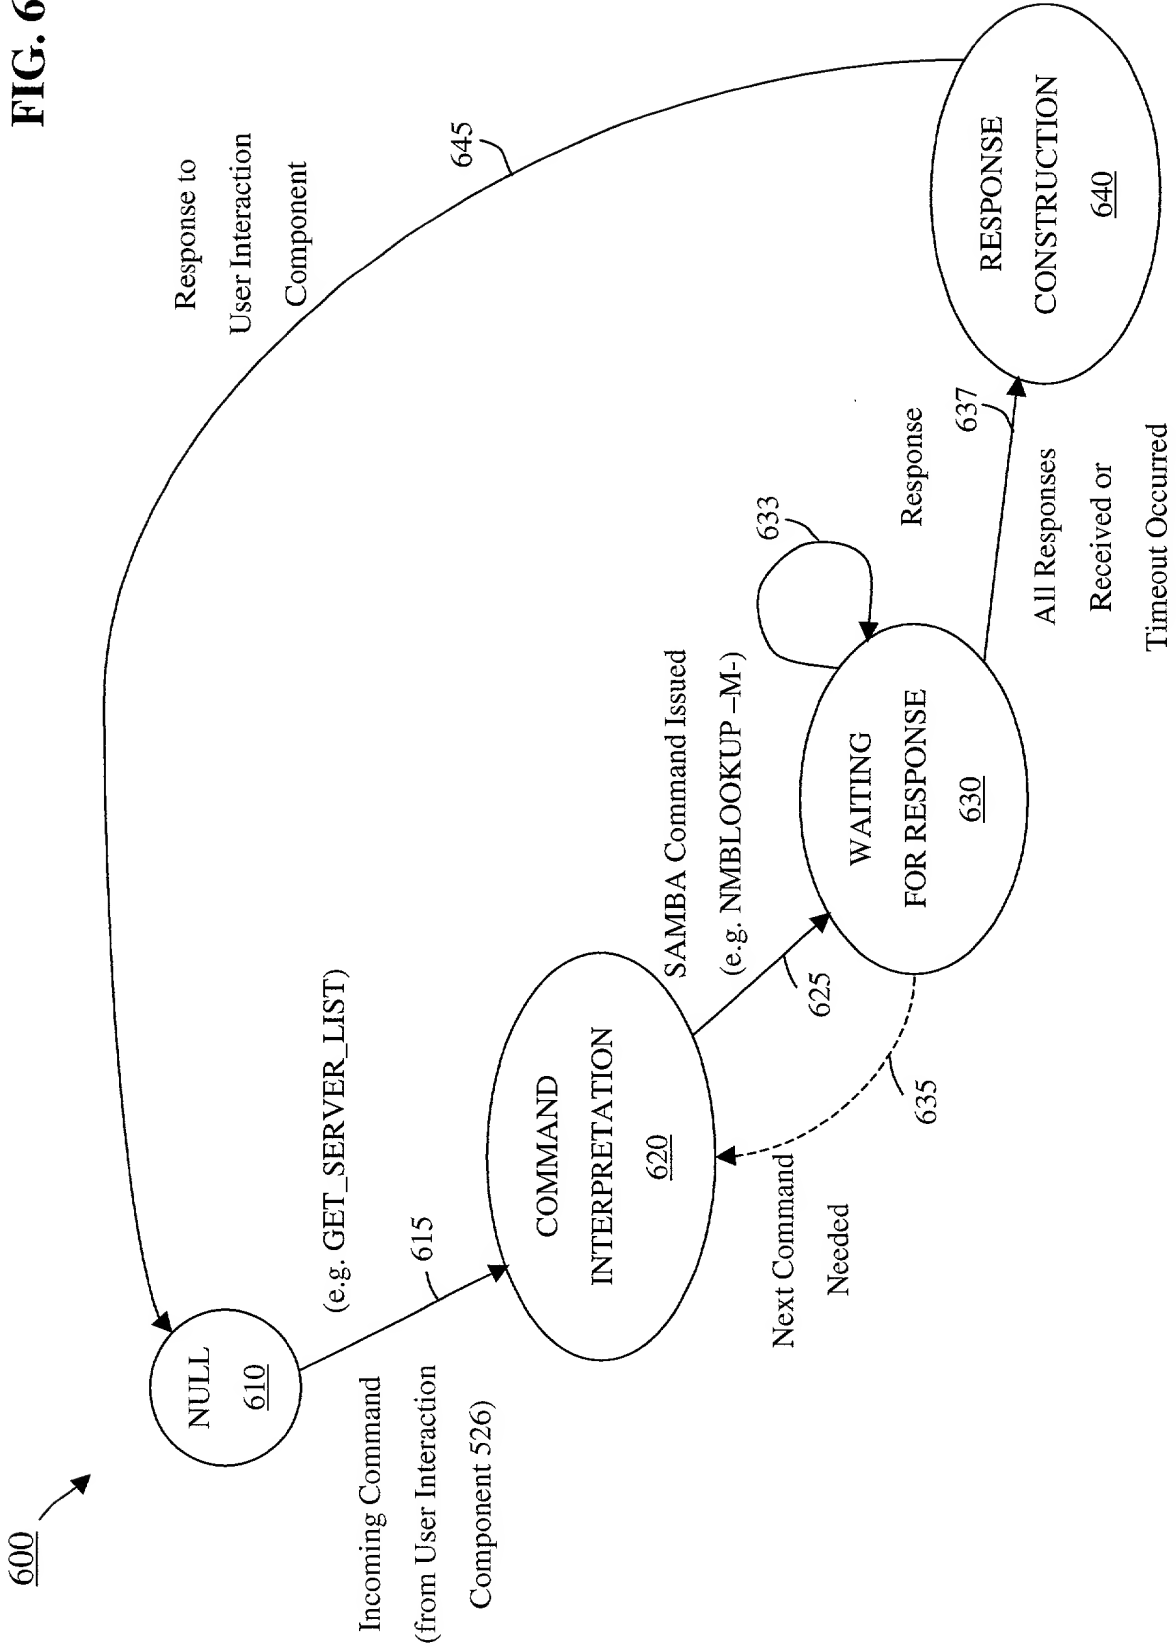 FIG. 6
600
NULL
610
Incoming Command
(from User Interaction
Component 526)
(e.g. GET_SERVER_LIST)
615
COMMAND
INTERPRETATION
620
SAMBA Command Issued
(e.g. NMBLOOKUP –M-)
625
Next Command
Needed
635
WAITING
FOR RESPONSE
630
633
Response
637
All Responses
Received or
Timeout Occurred
RESPONSE
CONSTRUCTION
640
645
Response to
User Interaction
Component